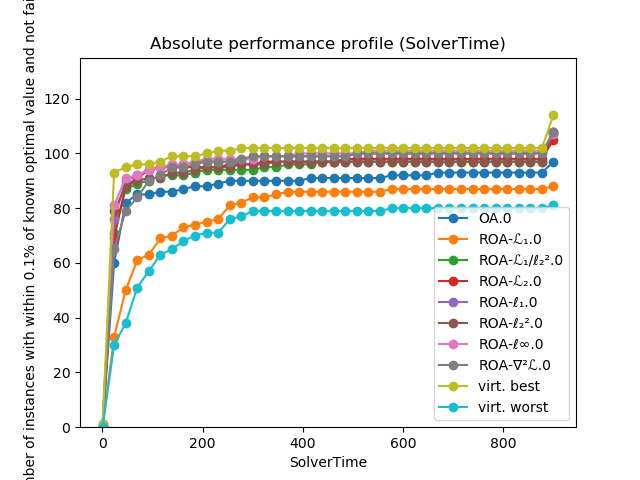 Absolute performance profile (SolverTime)
of instances with within 0.1% of known optimal value and not
120
100
80
60
40
20
0
0 200 400 600 800
SolverTime
OA.0
ROA-ℒ₁.0
ROA-ℒ₁/ℓ₂².0
ROA-ℒ₂.0
ROA-ℓ₁.0
ROA-ℓ₂².0
ROA-ℓ∞.0
ROA-∇²ℒ.0
virt. best
virt. worst